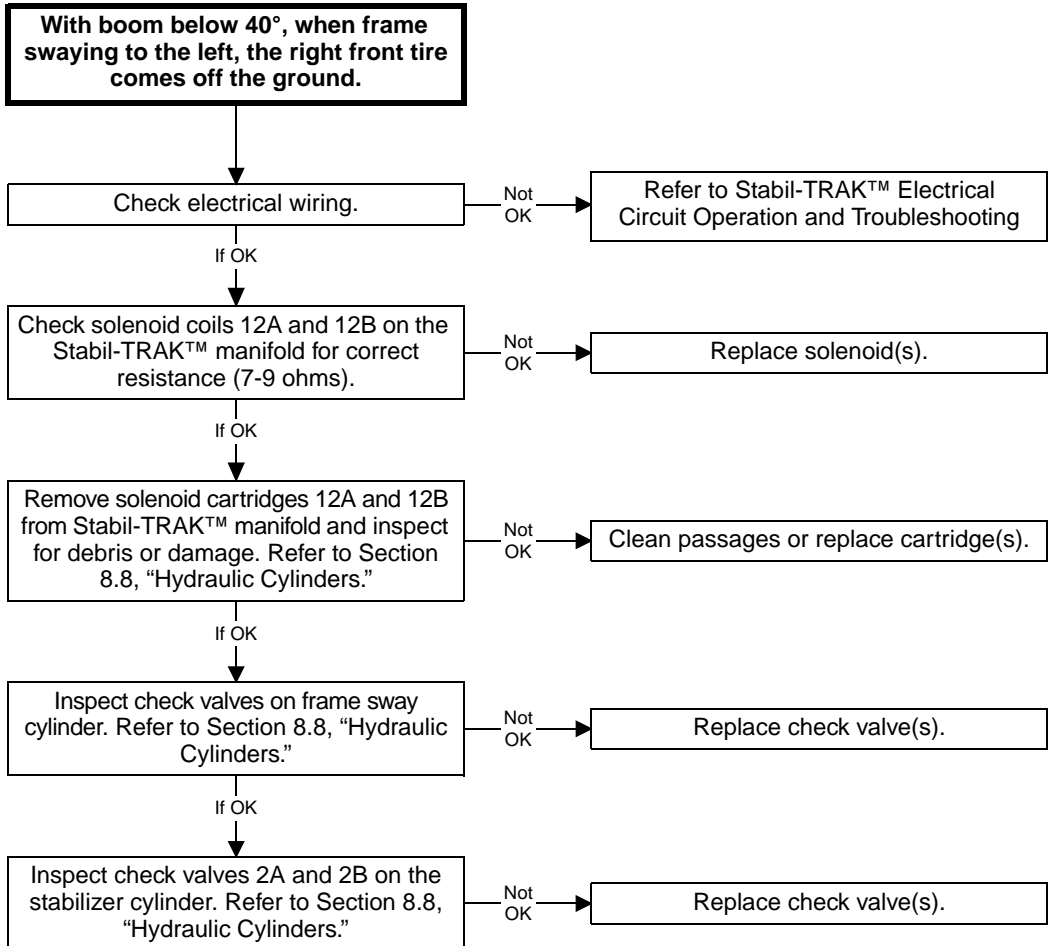 With boom below 40°, when frame
swaying to the left, the right front tire
comes off the ground.
Check electrical wiring.
Not
OK
Refer to Stabil-TRAK™ Electrical
Circuit Operation and Troubleshooting
If OK
Check solenoid coils 12A and 12B on the
Stabil-TRAK™ manifold for correct
resistance (7-9 ohms).
Not
OK
Replace solenoid(s).
If OK
Remove solenoid cartridges 12A and 12B
from Stabil-TRAK™ manifold and inspect
for debris or damage. Refer to Section
8.8, “Hydraulic Cylinders.”
Not
OK
Clean passages or replace cartridge(s).
If OK
Inspect check valves on frame sway
cylinder. Refer to Section 8.8, “Hydraulic
Cylinders.”
Not
OK
Replace check valve(s).
If OK
Inspect check valves 2A and 2B on the
stabilizer cylinder. Refer to Section 8.8,
“Hydraulic Cylinders.”
Not
OK
Replace check valve(s).